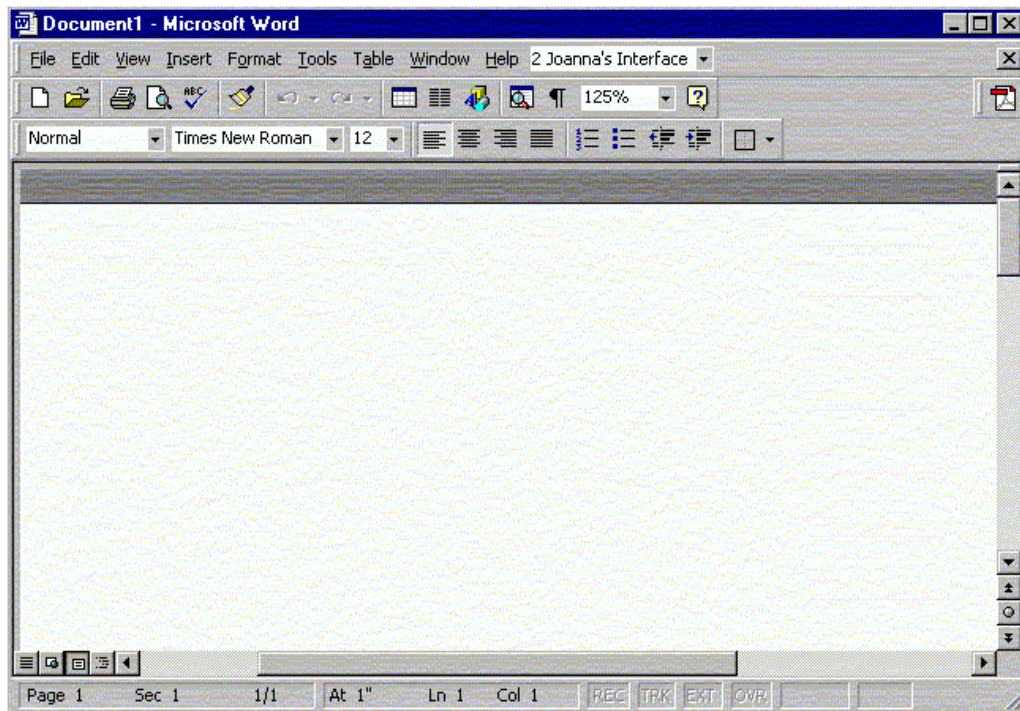 Document1 - Microsoft Word
File Edit View Insert Format Tools Table Window Help 2 Joanna's Interface
ABC ¶ 125% ?
Normal Times New Roman 12
Page 1 Sec 1 1/1 At 1" Ln 1 Col 1 REC TRK EXT OVR